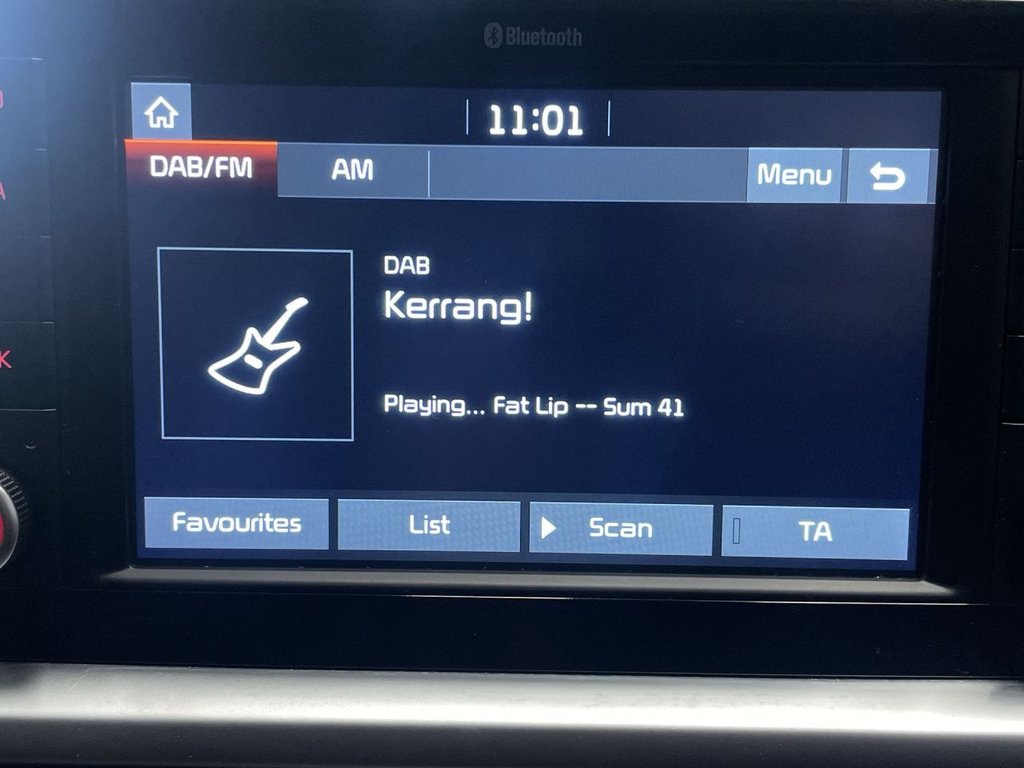 Bluetooth
11:01
DAB/FM
AM
Menu
DAB
Kerrang!
Playing... Fat Lip -- Sum 41
Favourites
List
Scan
TA